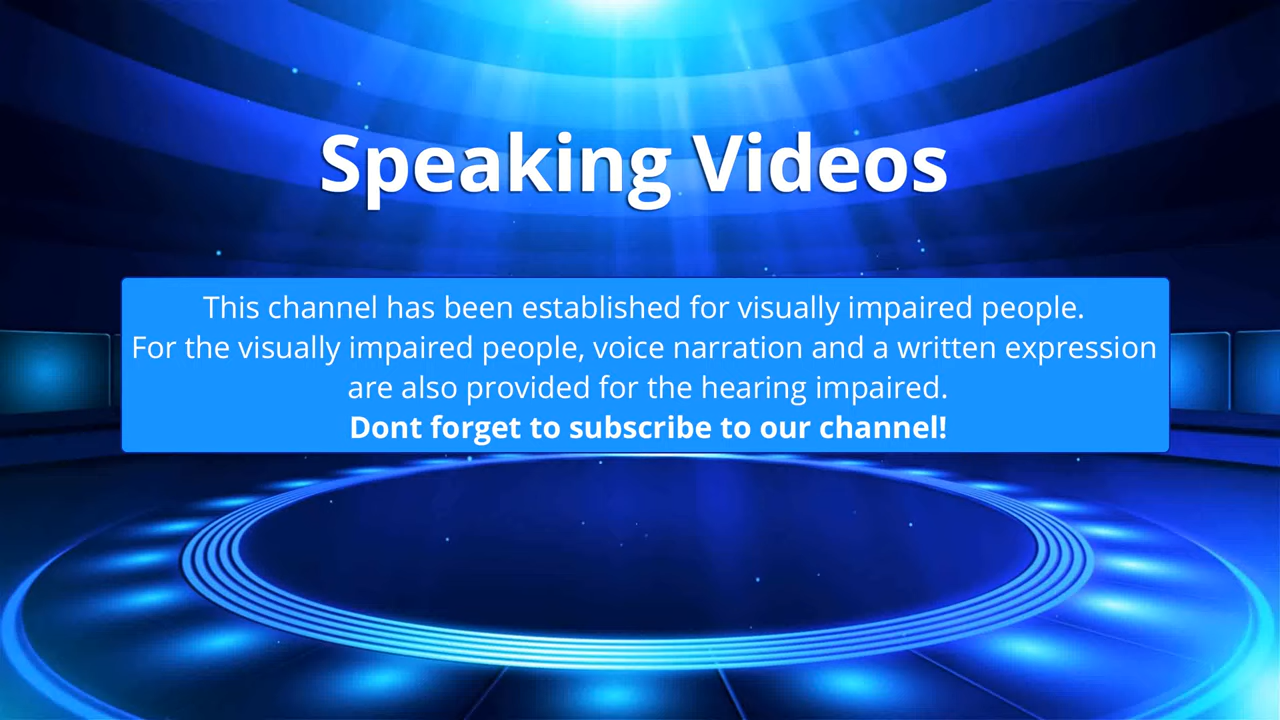 Speaking Videos
This channel has been established for visually impaired people.
For the visually impaired people, voice narration and a written expression
are also provided for the hearing impaired.
Dont forget to subscribe to our channel!